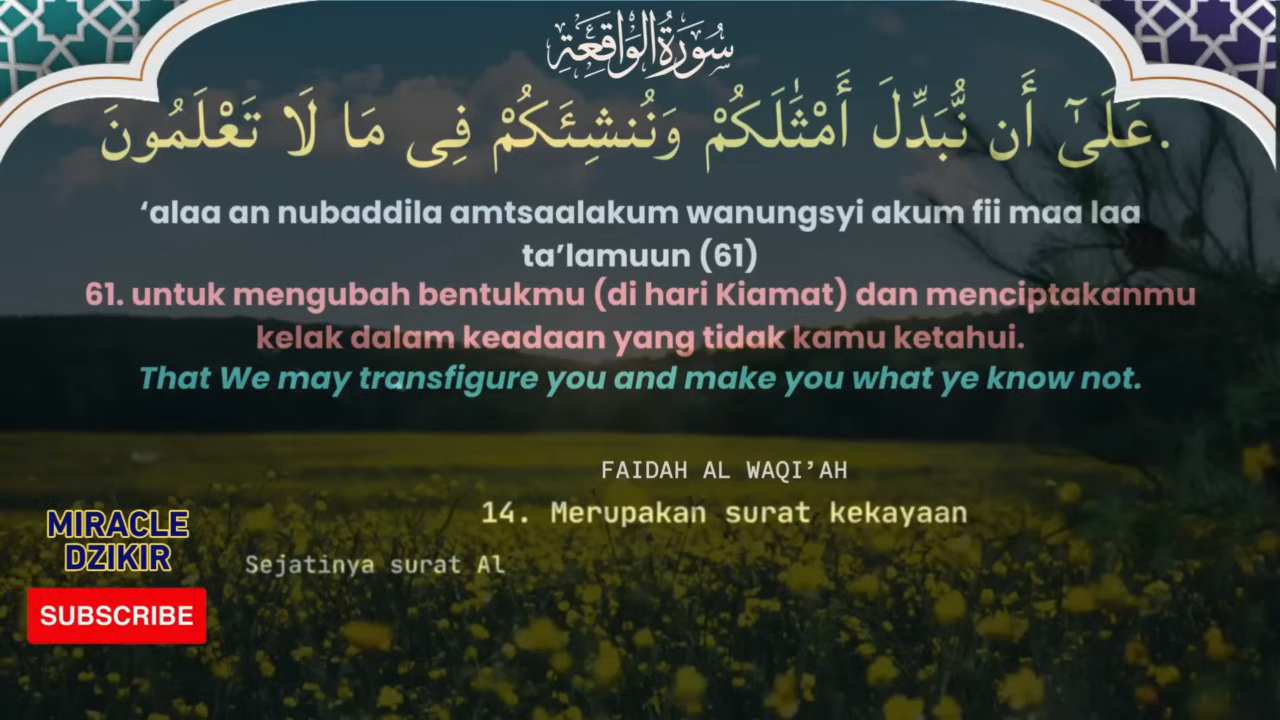 سُورَةُ الْوَاقِعَةِ
عَلَىٰٓ أَن نُّبَدِّلَ أَمْثَٰلَكُمْ وَنُنشِئَكُمْ فِى مَا لَا تَعْلَمُونَ.
‘alaa an nubaddila amtsaalakum wanungsyi akum fii maa laa
ta’lamuun (61)
61. untuk mengubah bentukmu (di hari Kiamat) dan menciptakanmu
kelak dalam keadaan yang tidak kamu ketahui.
That We may transfigure you and make you what ye know not.
FAIDAH AL WAQI’AH
14. Merupakan surat kekayaan
Sejatinya surat Al
MIRACLE
DZIKIR
SUBSCRIBE